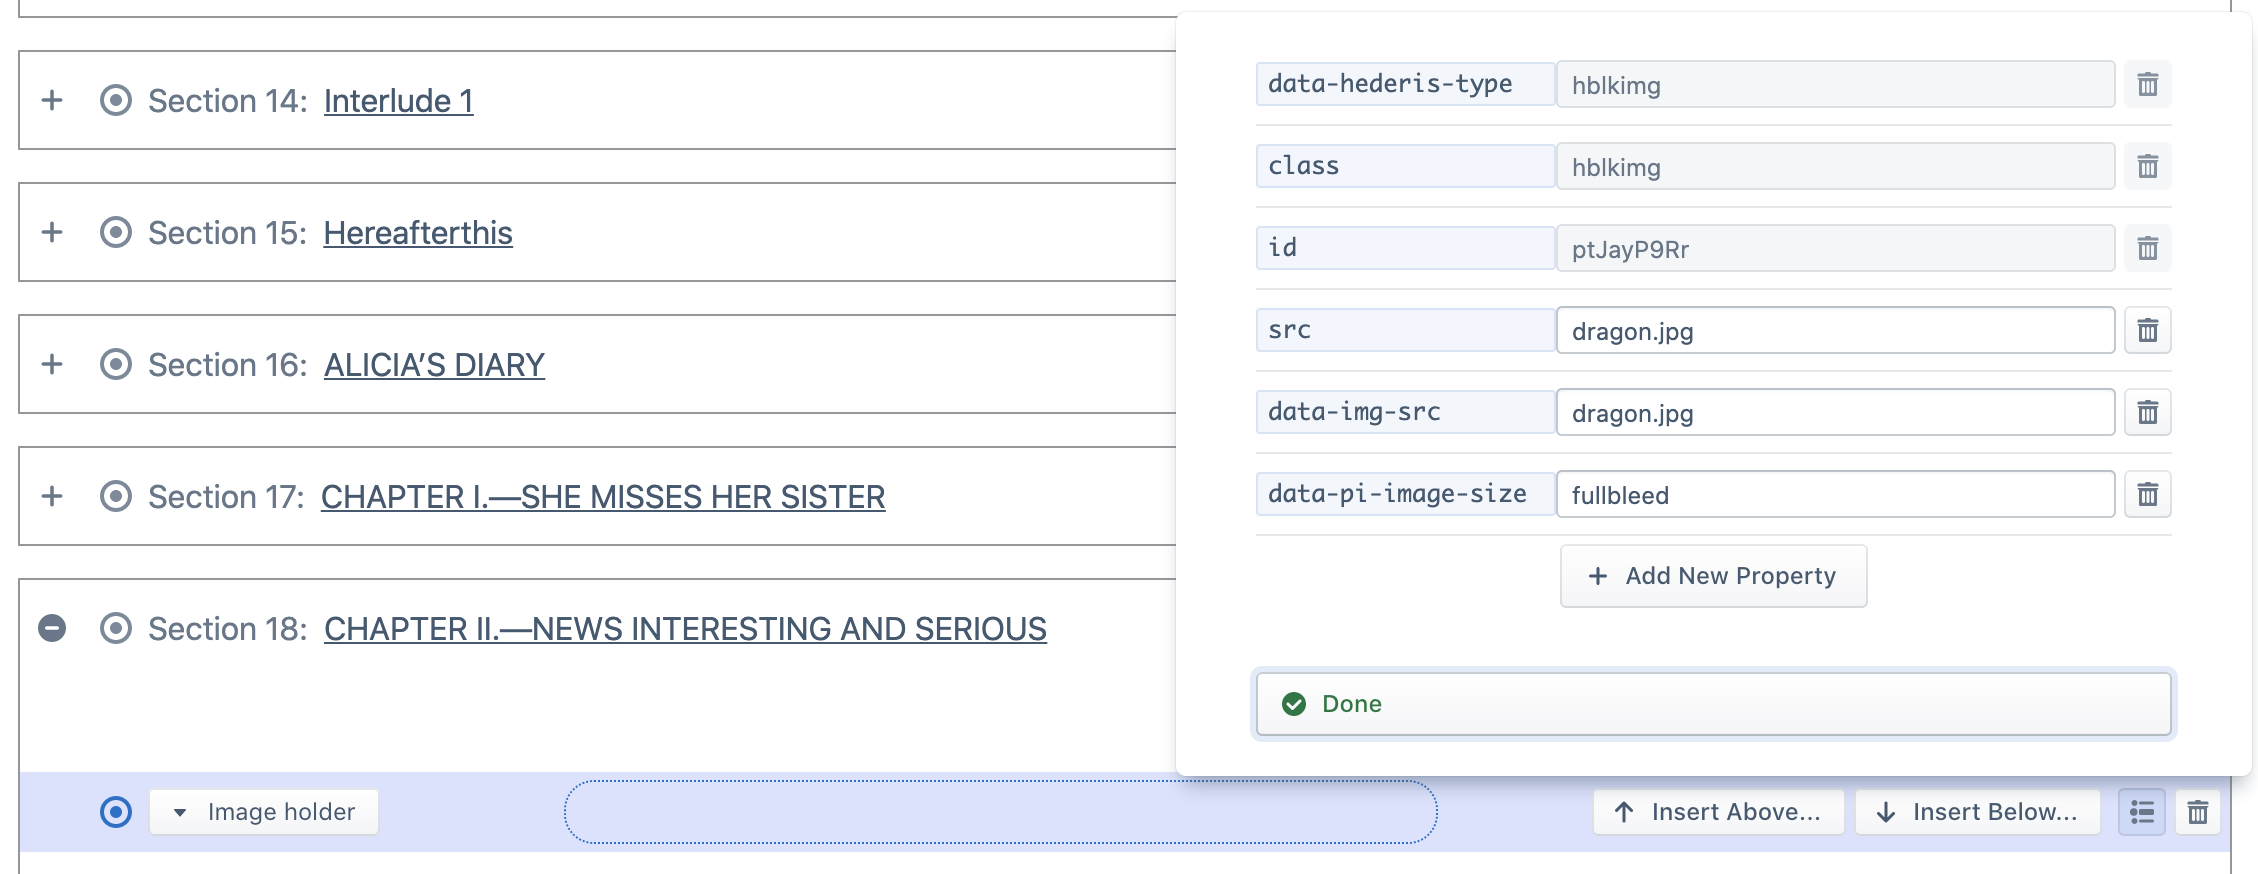 Section 14: Interlude 1
Section 15: Hereafterthis
Section 16: ALICIA’S DIARY
Section 17: CHAPTER I.—SHE MISSES HER SISTER
Section 18: CHAPTER II.—NEWS INTERESTING AND SERIOUS
data-hederis-type hblkimg
class hblkimg
id ptJayP9Rr
src dragon.jpg
data-img-src dragon.jpg
data-pi-image-size fullbleed
+ Add New Property
Done
Image holder ↑ Insert Above... ↓ Insert Below...